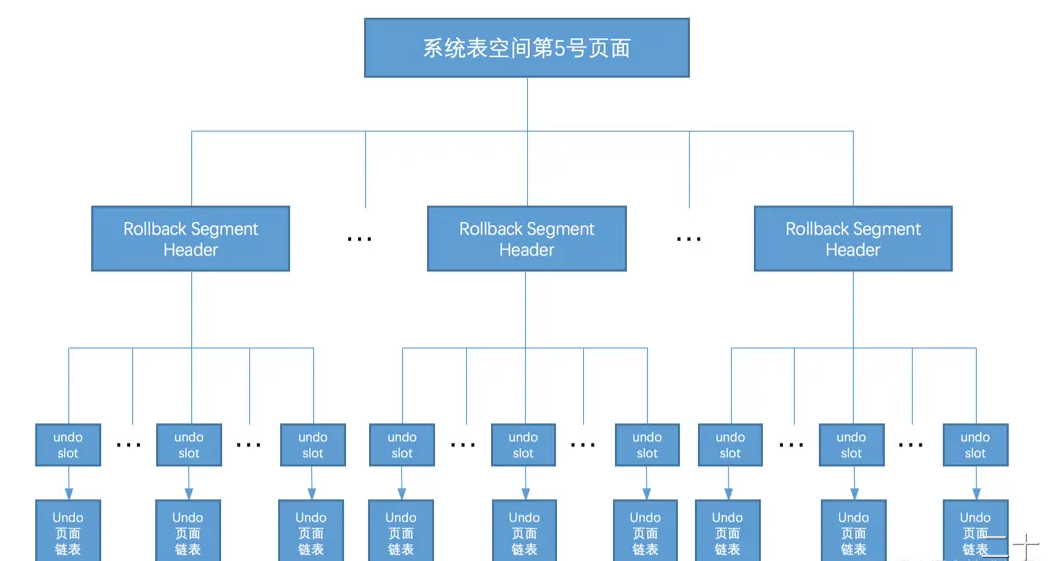 系统表空间第5号页面
Rollback Segment
Header
...
Rollback Segment
Header
...
Rollback Segment
Header
undo
slot
...
undo
slot
...
undo
slot
undo
slot
...
undo
slot
...
undo
slot
undo
slot
...
undo
slot
...
undo
slot
Undo
页面
链表
Undo
页面
链表
Undo
页面
链表
Undo
页面
链表
Undo
页面
链表
Undo
页面
链表
Undo
页面
链表
Undo
页面
链表
Undo
页面
链表